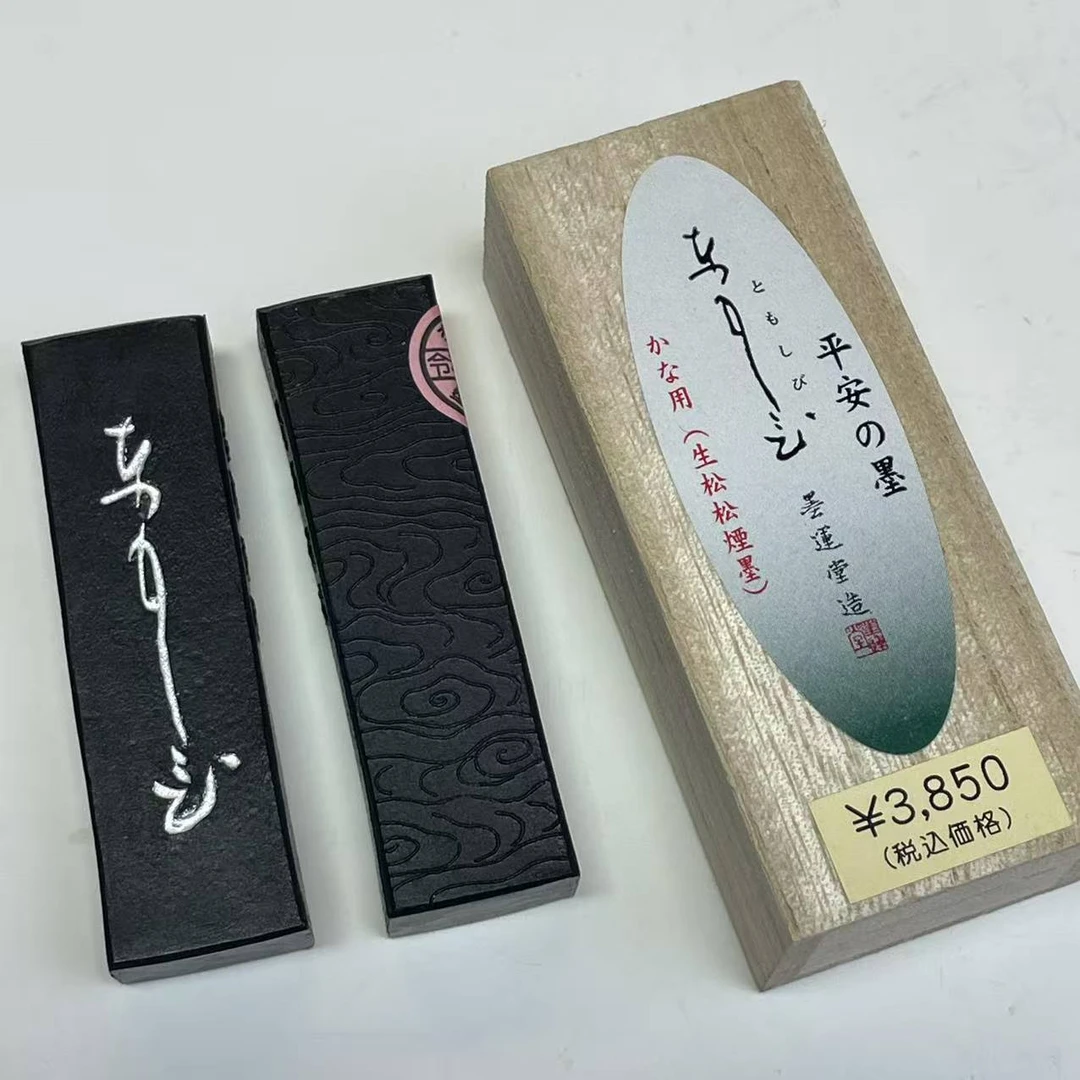 ともしび
令
平安の墨
ともしび
ともしび
かな用（生松松煙墨）
墨運堂造
¥3,850
(税込価格)